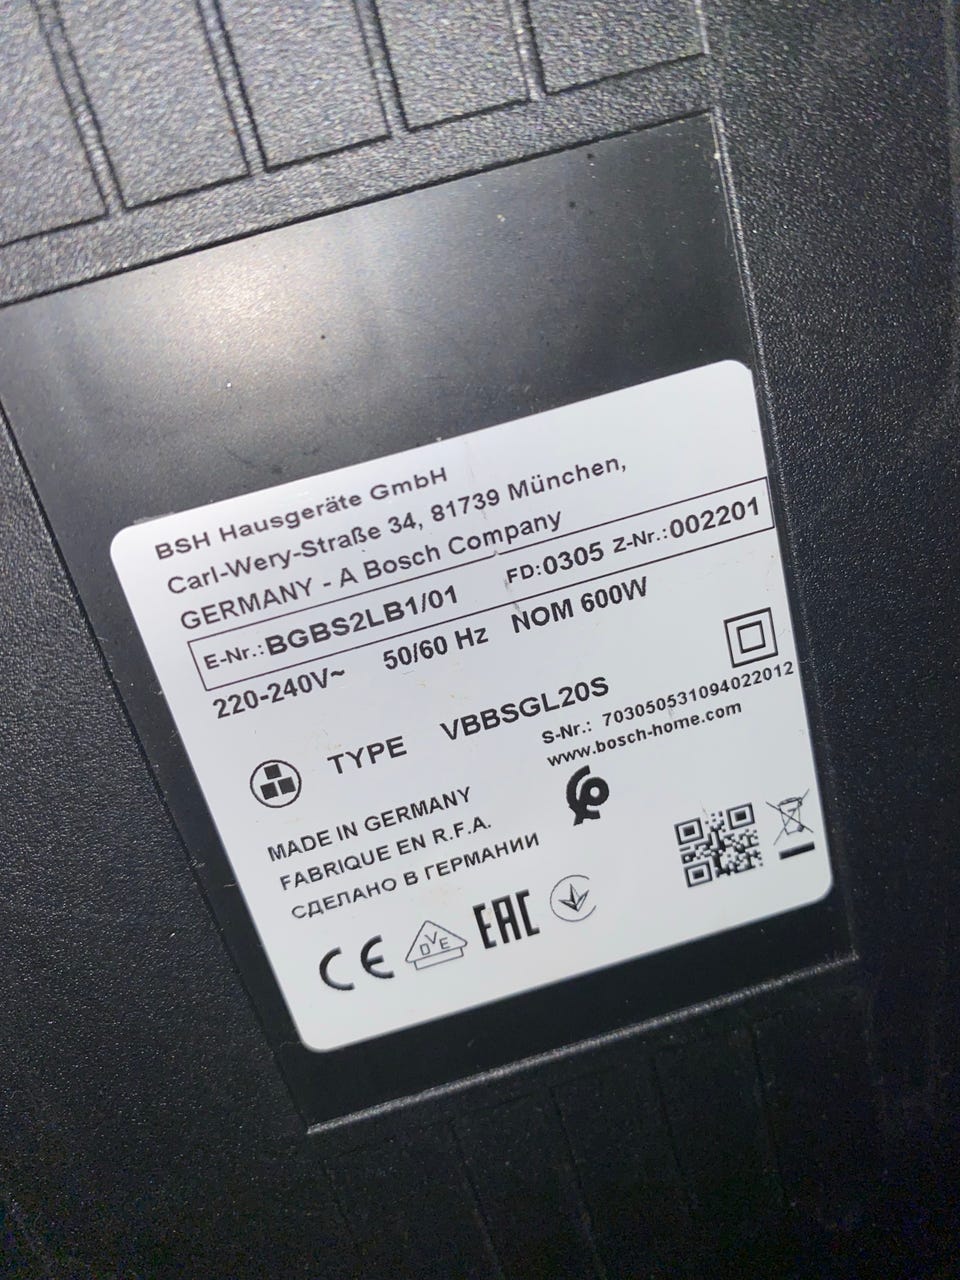 BSH Hausgeräte GmbH
Carl-Wery-Straße 34, 81739 München,
GERMANY - A Bosch Company
E-Nr.: BGBS2LB1/01 FD: 0305 Z-Nr.: 002201
220-240V~ 50/60 Hz NOM 600W
TYPE VBBSGL20S
S-Nr.: 703050531094022012
www.bosch-home.com
MADE IN GERMANY
FABRIQUE EN R.F.A.
СДЕЛАНО В ГЕРМАНИИ
CE DVE EAC